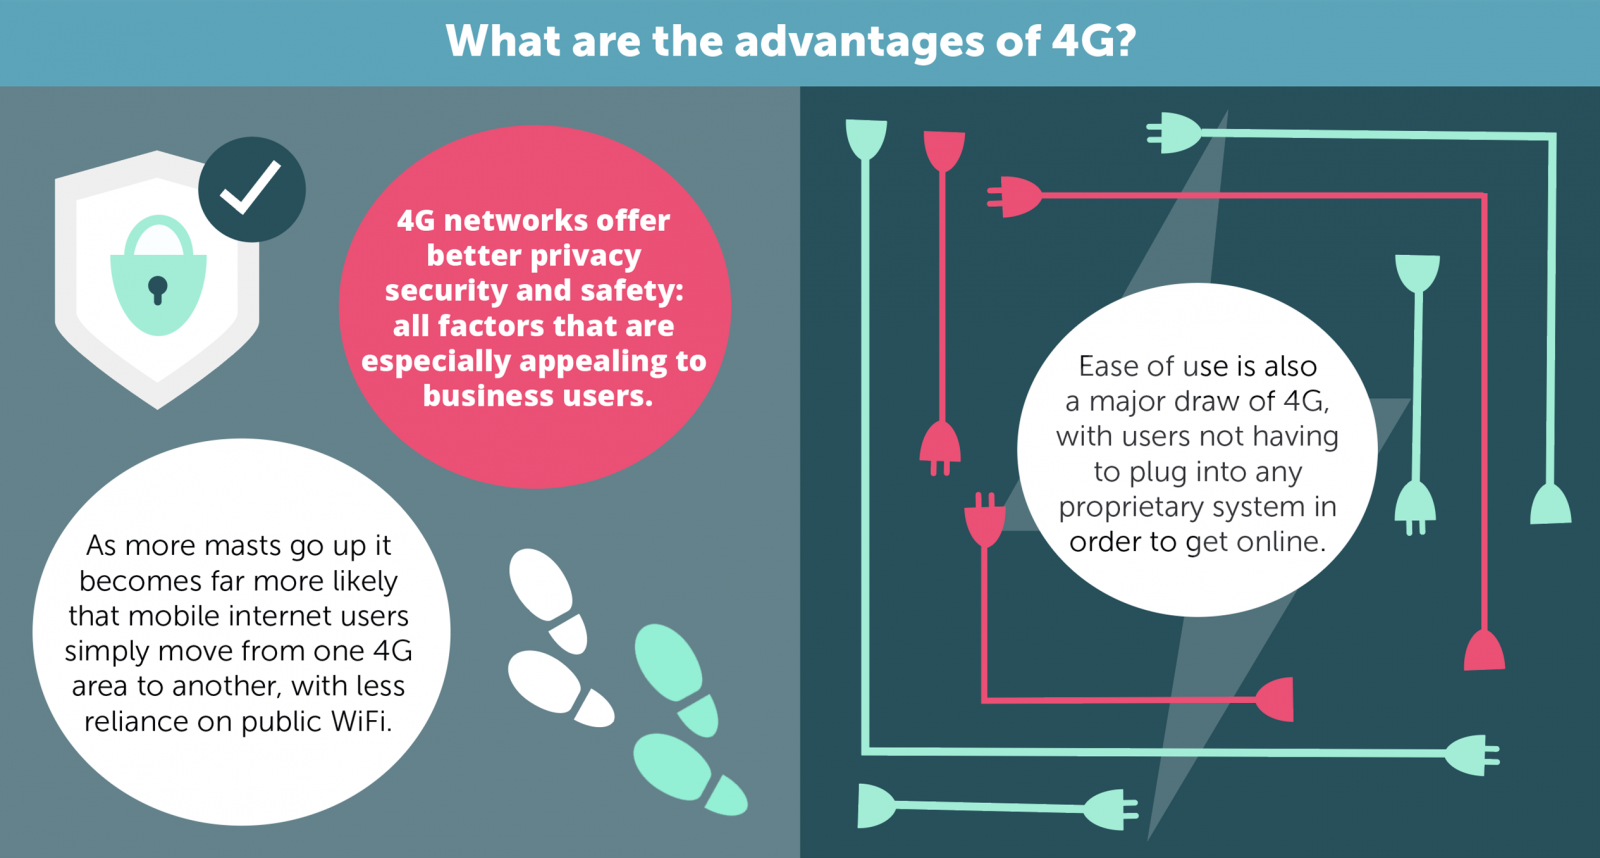 What are the advantages of 4G?
4G networks offer
better privacy
security and safety:
all factors that are
especially appealing to
business users.
As more masts go up it
becomes far more likely
that mobile internet users
simply move from one 4G
area to another, with less
reliance on public WiFi.
Ease of use is also
a major draw of 4G,
with users not having
to plug into any
proprietary system in
order to get online.